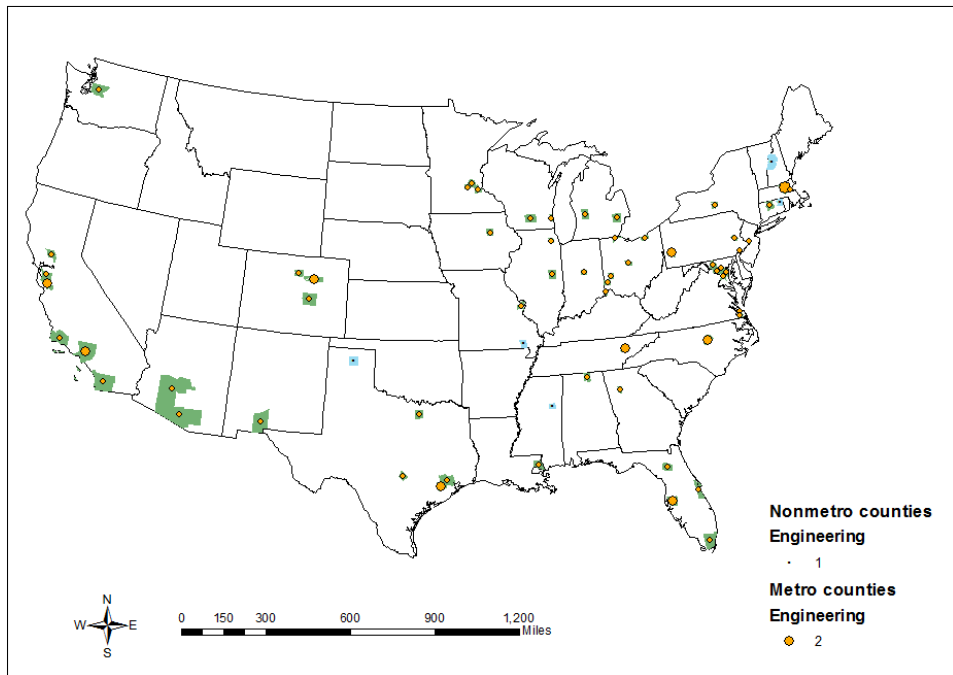 Nonmetro counties
Engineering
1
Metro counties
Engineering
2
N
W E
S
0 150 300 600 900 1,200
Miles